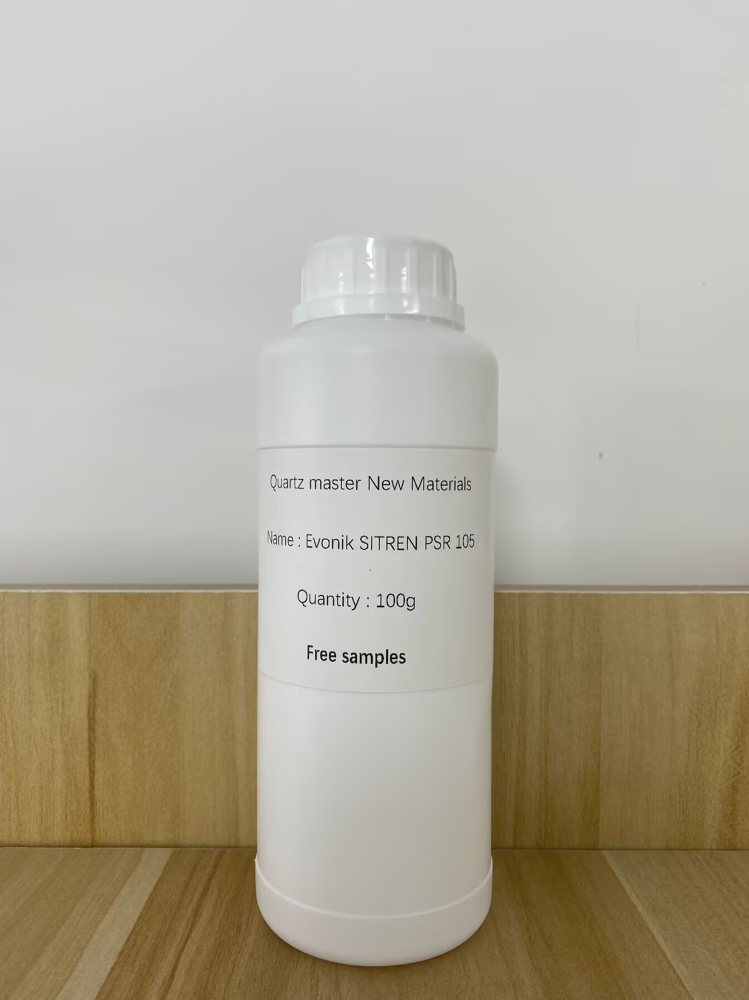 Quartz master New Materials
Name : Evonik SITREN PSR 105
Quantity : 100g
Free samples